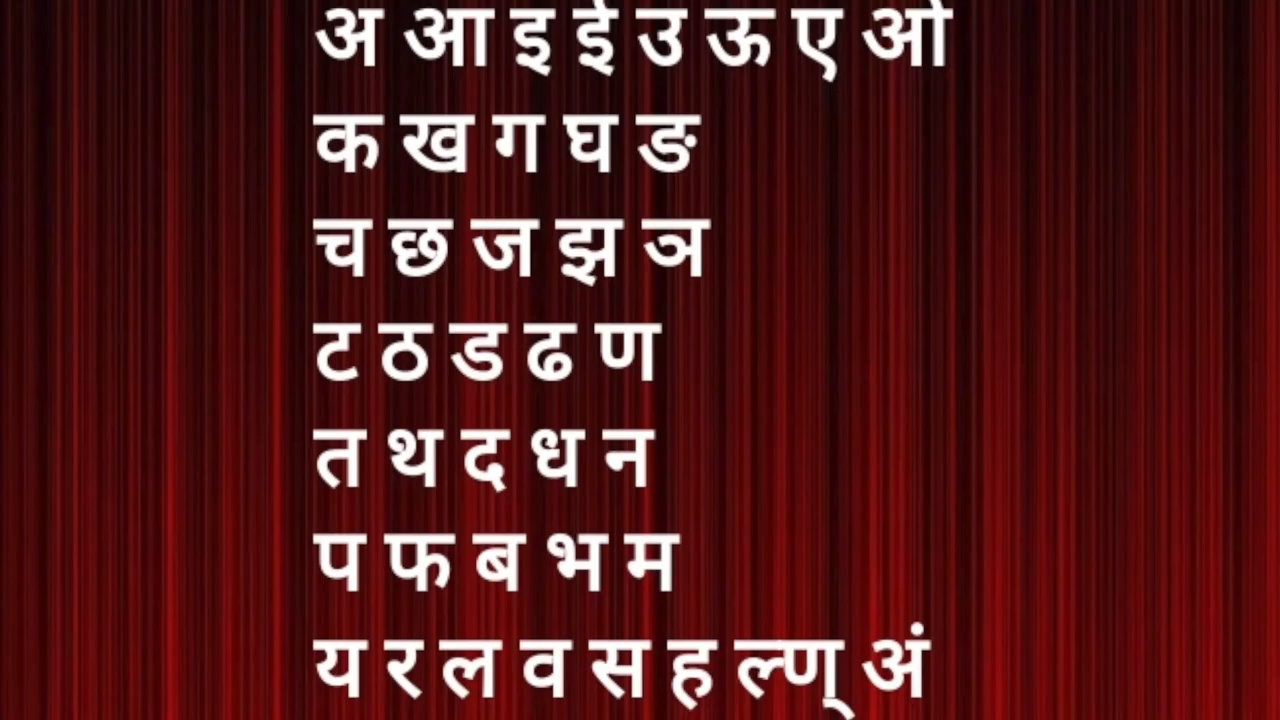 अ आ इ ई उ ऊ ए ओ
क ख ग घ ङ
च छ ज झ ञ
ट ठ ड ढ ण
त थ द ध न
प फ ब भ म
य र ल व स ह ल्ण् अं